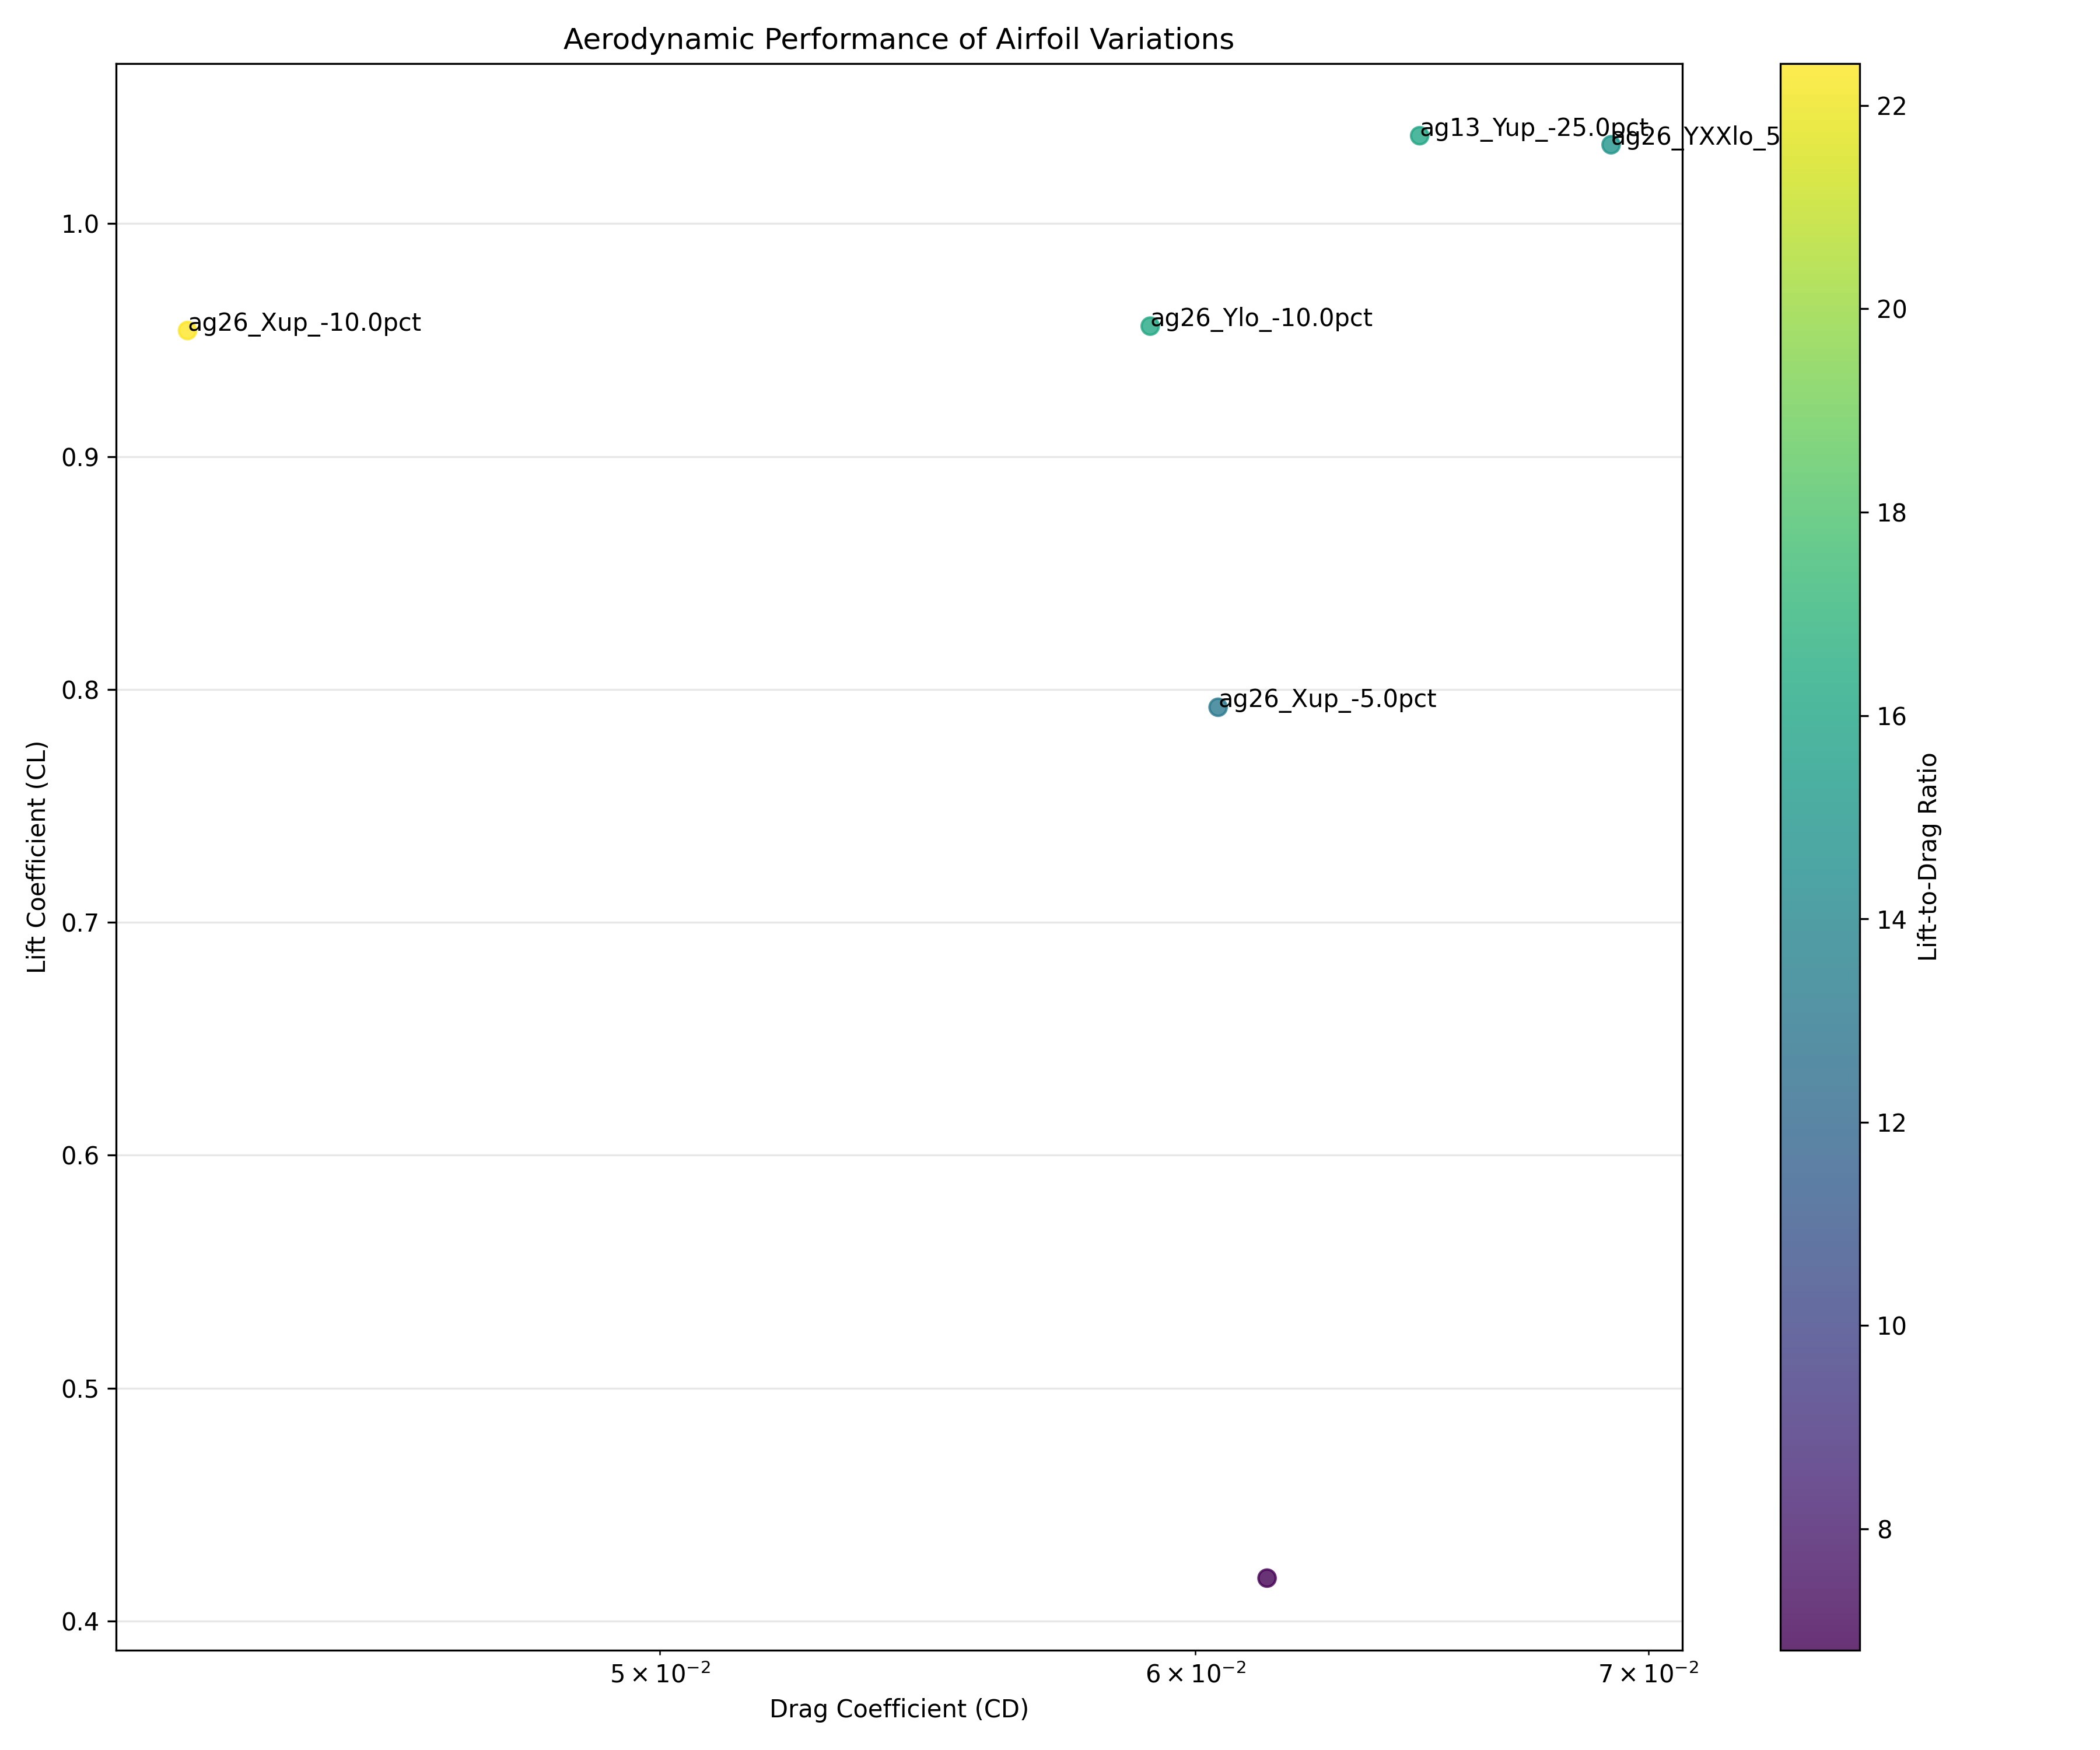 Aerodynamic Performance of Airfoil Variations
ag13_Yup_-25.0pct
ag26_YXXlo_5
ag26_Xup_-10.0pct
ag26_Ylo_-10.0pct
ag26_Xup_-5.0pct
1.0
0.9
0.8
0.7
0.6
0.5
0.4
Lift Coefficient (CL)
5 × 10⁻²
6 × 10⁻²
7 × 10⁻²
Drag Coefficient (CD)
22
20
18
16
14
12
10
8
Lift-to-Drag Ratio